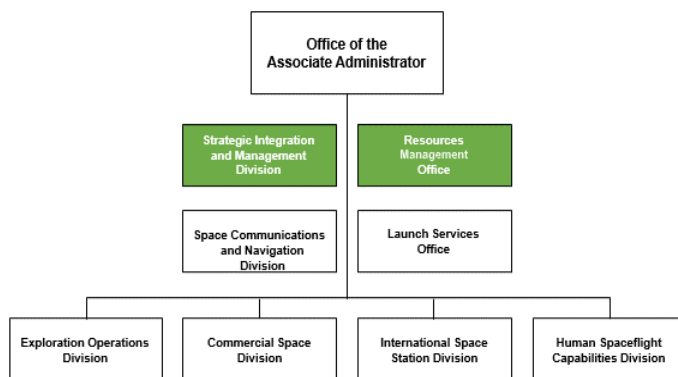 Office of the
Associate Administrator
Strategic Integration
and Management
Division
Resources
Management
Office
Space Communications
and Navigation
Division
Launch Services
Office
Exploration Operations
Division
Commercial Space
Division
International Space
Station Division
Human Spaceflight
Capabilities Division